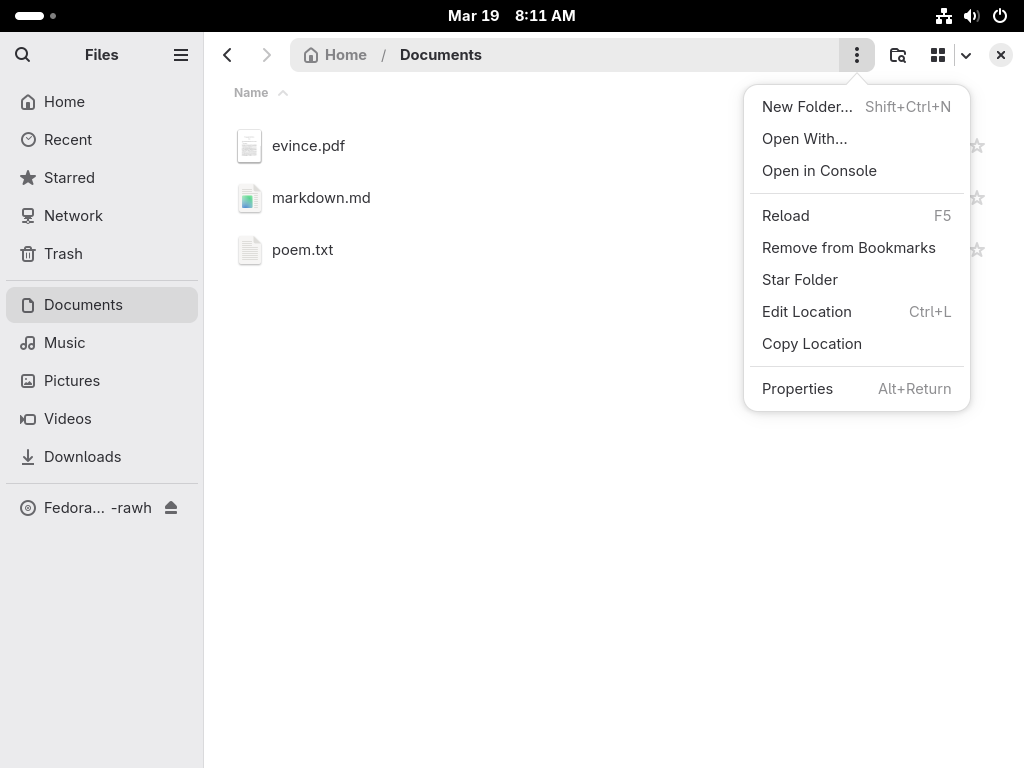 Mar 19 8:11 AM
Files
Home / Documents
Home
Recent
Starred
Network
Trash
Documents
Music
Pictures
Videos
Downloads
Fedora… -rawh
Name
evince.pdf
markdown.md
poem.txt
New Folder… Shift+Ctrl+N
Open With…
Open in Console
Reload F5
Remove from Bookmarks
Star Folder
Edit Location Ctrl+L
Copy Location
Properties Alt+Return